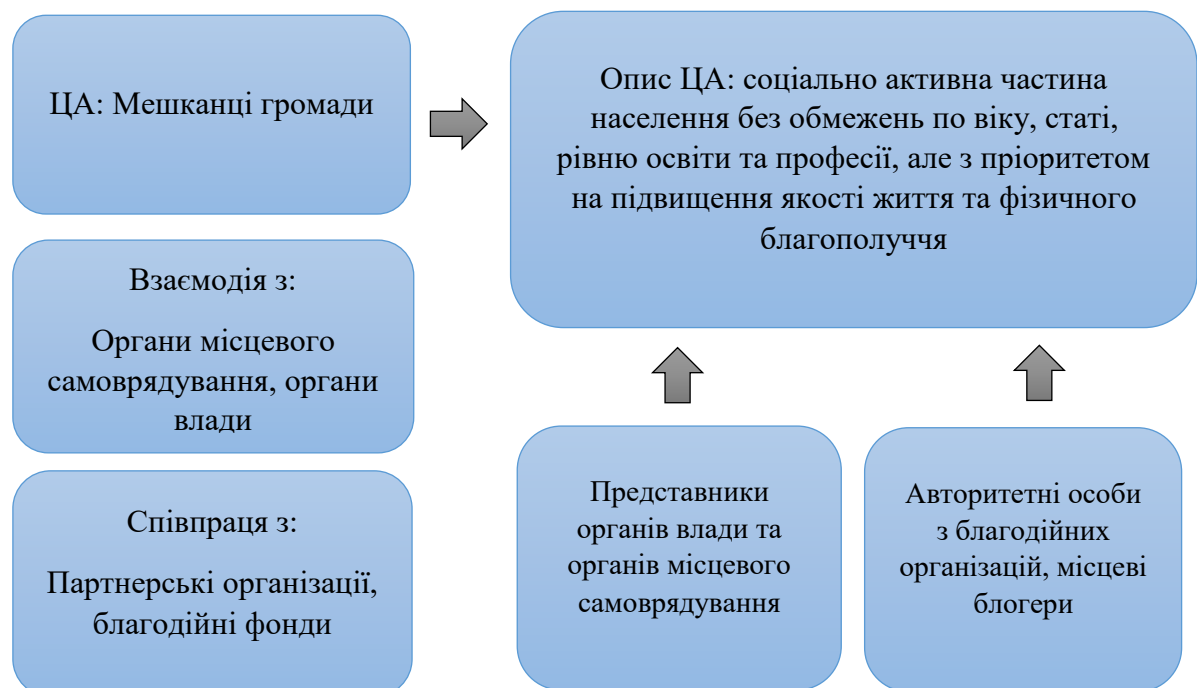 ЦА: Мешканці громади
Опис ЦА: соціально активна частина
населення без обмежень по віку, статі,
рівню освіти та професії, але з пріоритетом
на підвищення якості життя та фізичного
благополуччя
Взаємодія з:
Органи місцевого
самоврядування, органи
влади
Співпраця з:
Партнерські організації,
благодійні фонди
Представники
органів влади та
органів місцевого
самоврядування
Авторитетні особи
з благодійних
організацій, місцеві
блогери